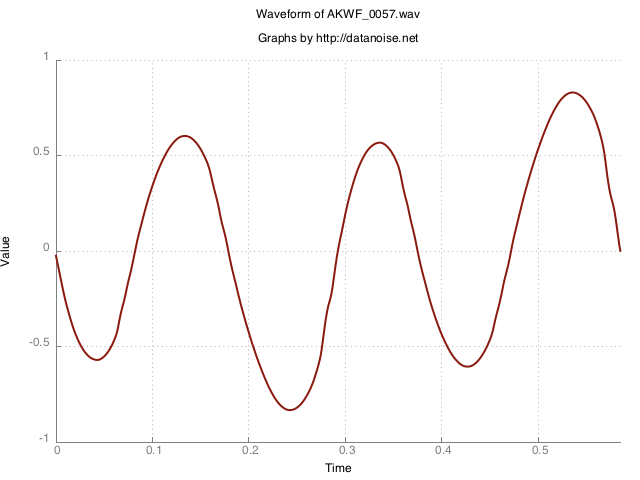 Waveform of AKWF_0057.wav
Graphs by http://datanoise.net
1
0.5
0
-0.5
-1
Value
0 0.1 0.2 0.3 0.4 0.5
Time